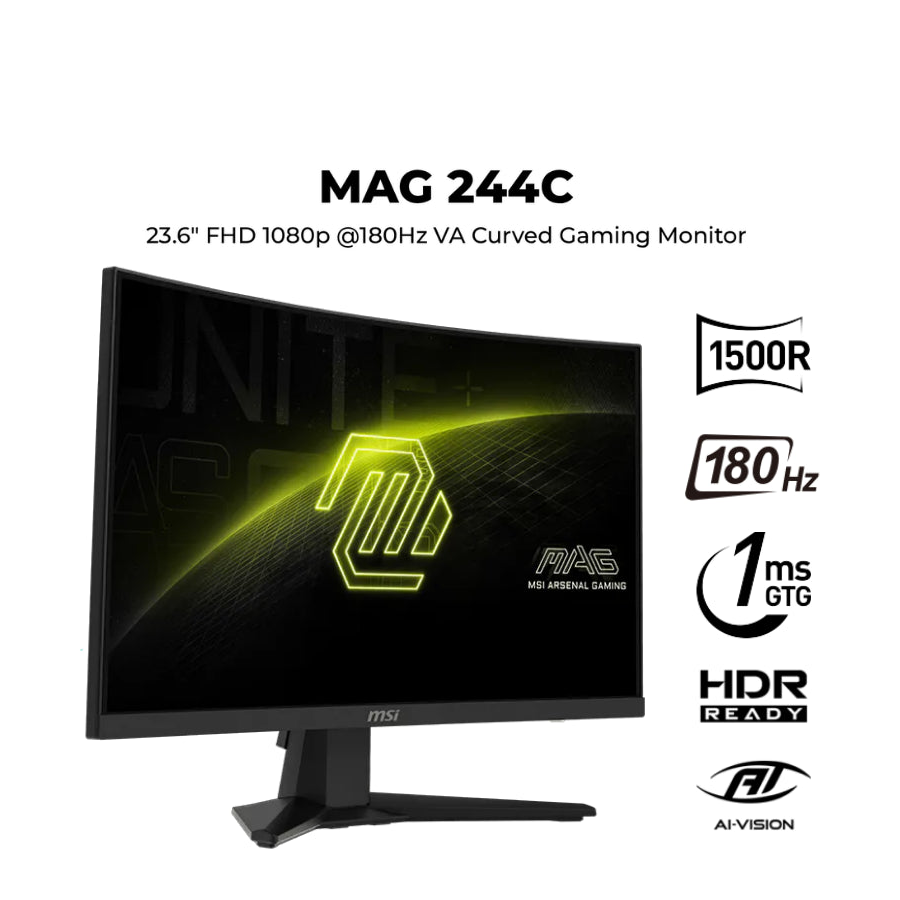 MAG 244C
23.6" FHD 1080p @180Hz VA Curved Gaming Monitor
1500R
180Hz
1ms
GTG
HDR
READY
AI-VISION
MAG
MSI ARSENAL GAMING
msi